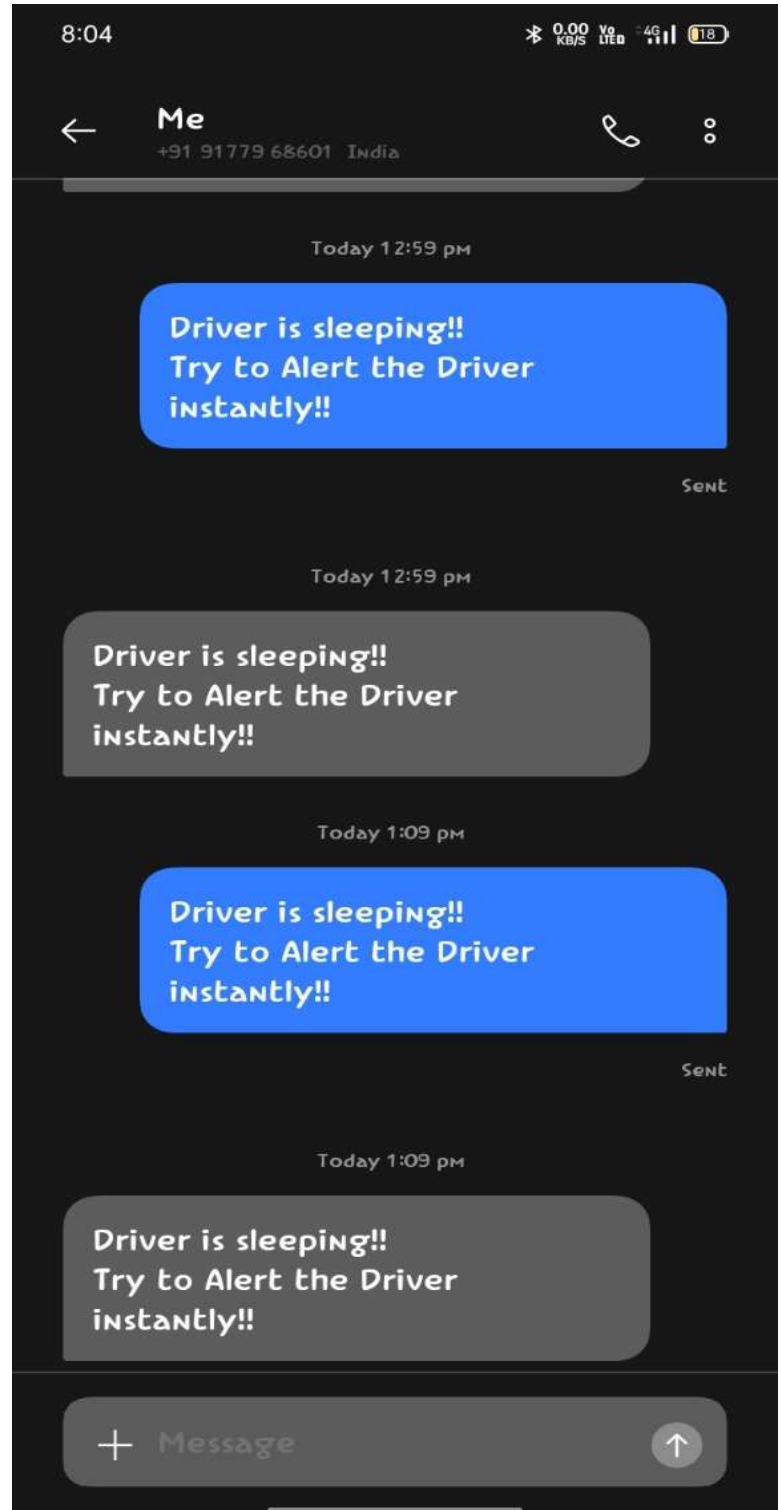 8:04 0.00 KB/S Vo LTE 4G 18
Me
+91 91779 68601 India
Today 12:59 pm
Driver is sleeping!!
Try to Alert the Driver
instantly!!
Sent
Today 12:59 pm
Driver is sleeping!!
Try to Alert the Driver
instantly!!
Today 1:09 pm
Driver is sleeping!!
Try to Alert the Driver
instantly!!
Sent
Today 1:09 pm
Driver is sleeping!!
Try to Alert the Driver
instantly!!
Message